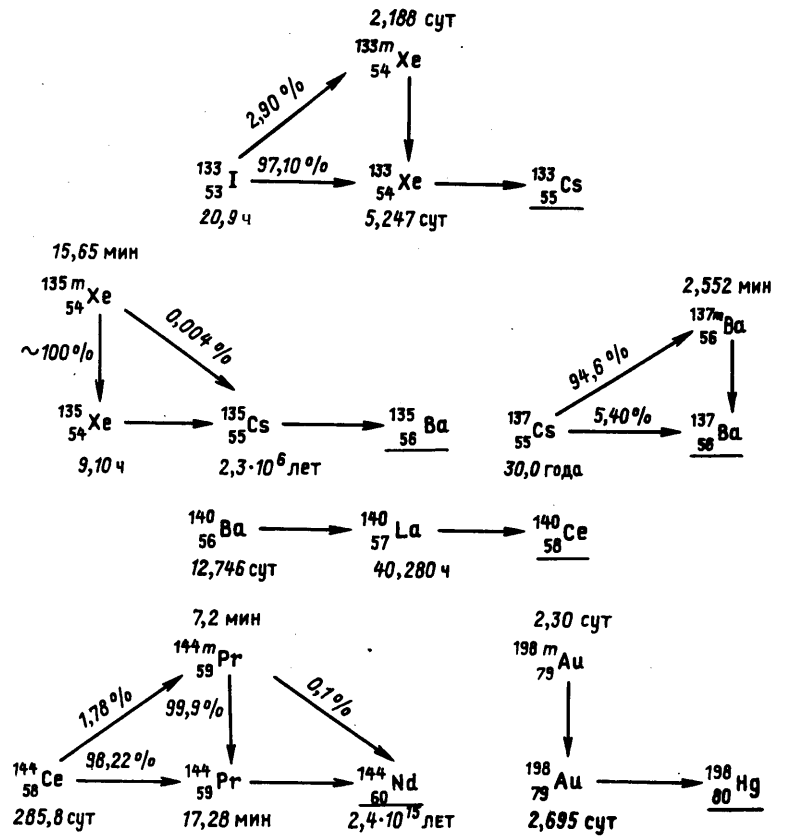 2,188 сут
133m 54 Xe
2,90 %
133 53 I 97,10 % 133 54 Xe 133 55 Cs
20,9 ч 5,247 сут
15,65 мин
135m 54 Xe
2,552 мин
137m 56 Ba
0,004 %
~100 %
94,6 %
135 54 Xe 135 55 Cs 135 56 Ba 137 55 Cs 5,40 % 137 56 Ba
9,10 ч 2,3·10⁶ лет 30,0 года
140 56 Ba 140 57 La 140 58 Ce
12,746 сут 40,280 ч
7,2 мин 2,30 сут
144m 59 Pr 198m 79 Au
1,78 % 99,9 % 0,1 %
144 58 Ce 98,22 % 144 59 Pr 144 60 Nd 198 79 Au 198 80 Hg
285,8 сут 17,28 мин 2,4·10¹⁵ лет 2,695 сут